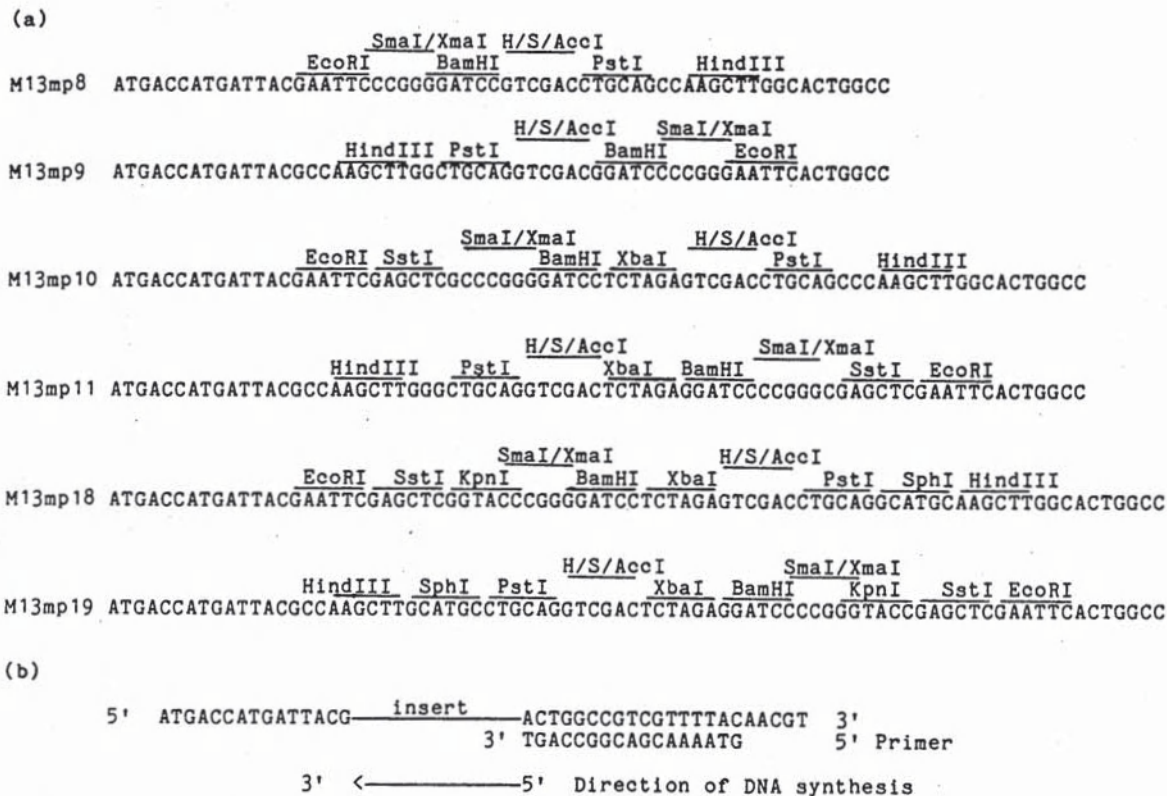 (a)
SmaI/XmaI H/S/AccI
EcoRI BamHI PstI HindIII
M13mp8 ATGACCATGATTACGAATTCCCGGGGATCCGTCGACCTGCAGCCAAGCTTGGCACTGGCC
H/S/AccI SmaI/XmaI
HindIII PstI BamHI EcoRI
M13mp9 ATGACCATGATTACGCCAAGCTTGGCTGCAGGTCGACGGATCCCCGGGAATTCACTGGCC
SmaI/XmaI H/S/AccI
EcoRI SstI BamHI XbaI PstI HindIII
M13mp10 ATGACCATGATTACGAATTCGAGCTCGCCCGGGGATCCTCTAGAGTCGACCTGCAGCCCAAGCTTGGCACTGGCC
H/S/AccI SmaI/XmaI
HindIII PstI XbaI BamHI SstI EcoRI
M13mp11 ATGACCATGATTACGCCAAGCTTGGGCTGCAGGTCGACTCTAGAGGATCCCCGGGCGAGCTCGAATTCACTGGCC
SmaI/XmaI H/S/AccI
EcoRI SstI KpnI BamHI XbaI PstI SphI HindIII
M13mp18 ATGACCATGATTACGAATTCGAGCTCGGTACCCGGGGATCCTCTAGAGTCGACCTGCAGGCATGCAAGCTTGGCACTGGCC
H/S/AccI SmaI/XmaI
HindIII SphI PstI XbaI BamHI KpnI SstI EcoRI
M13mp19 ATGACCATGATTACGCCAAGCTTGCATGCCTGCAGGTCGACTCTAGAGGATCCCCGGGTACCGAGCTCGAATTCACTGGCC
(b)
insert
5' ATGACCATGATTACG ACTGGCCGTCGTTTTACAACGT 3'
3' TGACCGGCAGCAAAATG 5' Primer
3' < 5' Direction of DNA synthesis